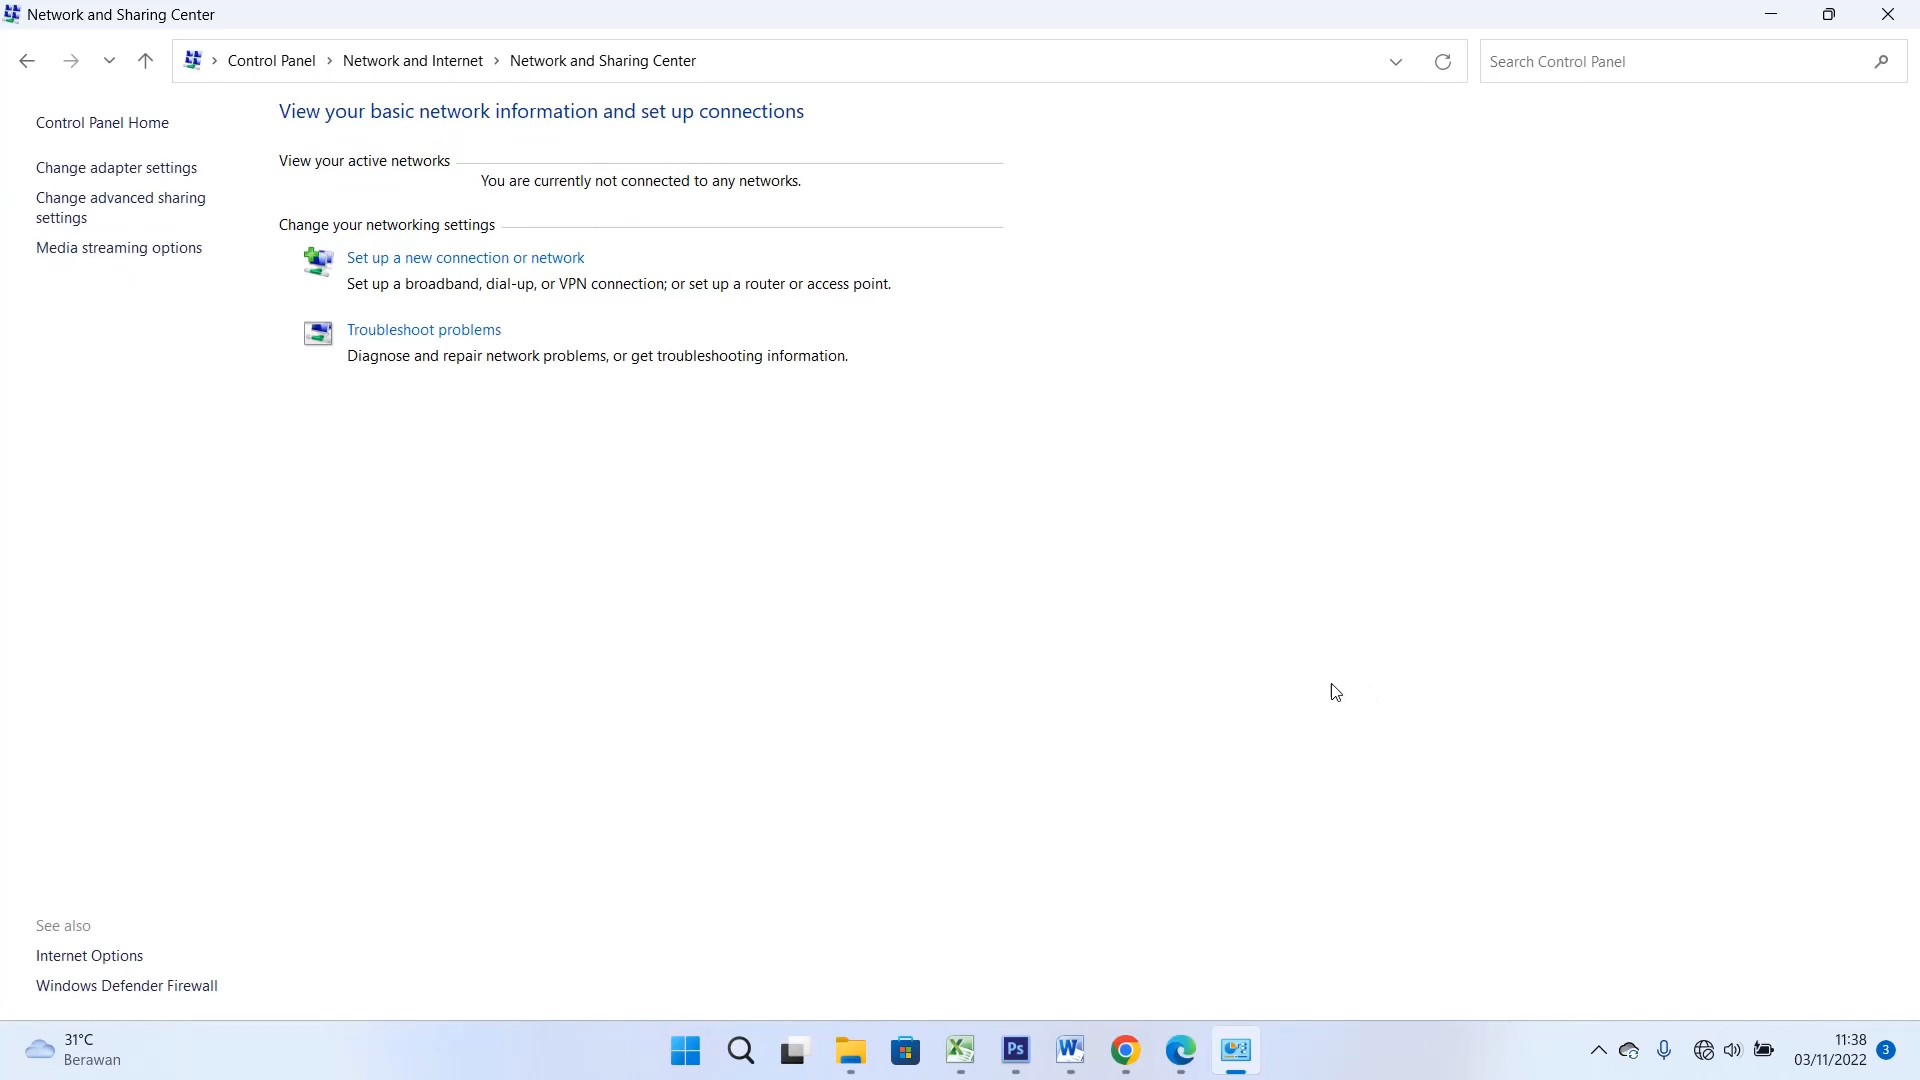 Network and Sharing Center
Control Panel > Network and Internet > Network and Sharing Center
Search Control Panel
Control Panel Home
Change adapter settings
Change advanced sharing
settings
Media streaming options
View your basic network information and set up connections
View your active networks
You are currently not connected to any networks.
Change your networking settings
Set up a new connection or network
Set up a broadband, dial-up, or VPN connection; or set up a router or access point.
Troubleshoot problems
Diagnose and repair network problems, or get troubleshooting information.
See also
Internet Options
Windows Defender Firewall
31°C
Berawan
Ps
11:38
03/11/2022
3